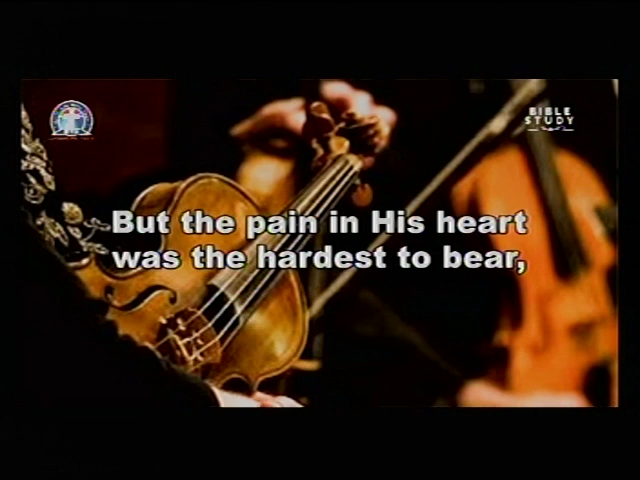 BIBLE
STUDY
But the pain in His heart
was the hardest to bear,